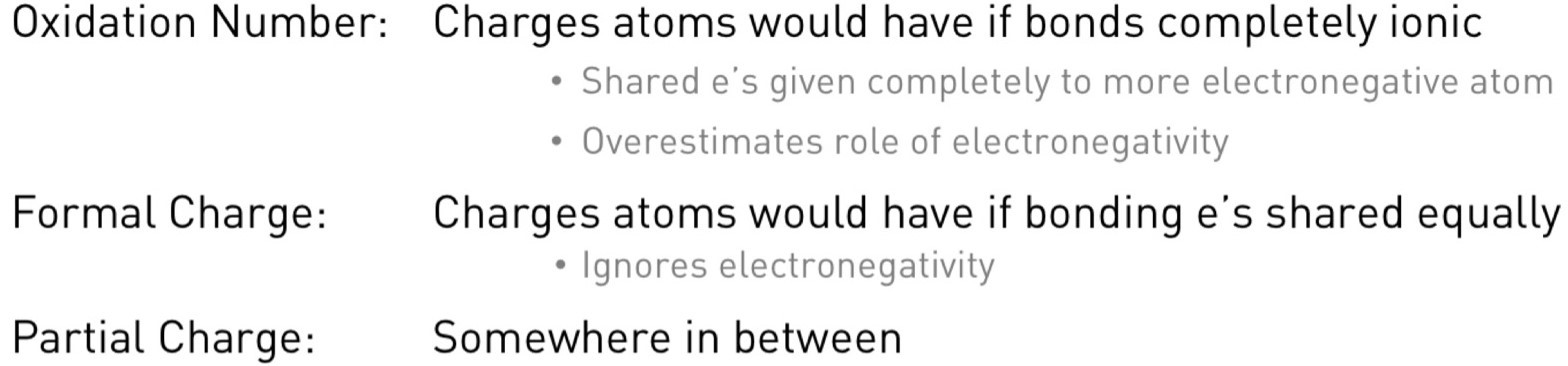 Oxidation Number: Charges atoms would have if bonds completely ionic
• Shared e's given completely to more electronegative atom
• Overestimates role of electronegativity
Formal Charge: Charges atoms would have if bonding e's shared equally
• Ignores electronegativity
Partial Charge: Somewhere in between